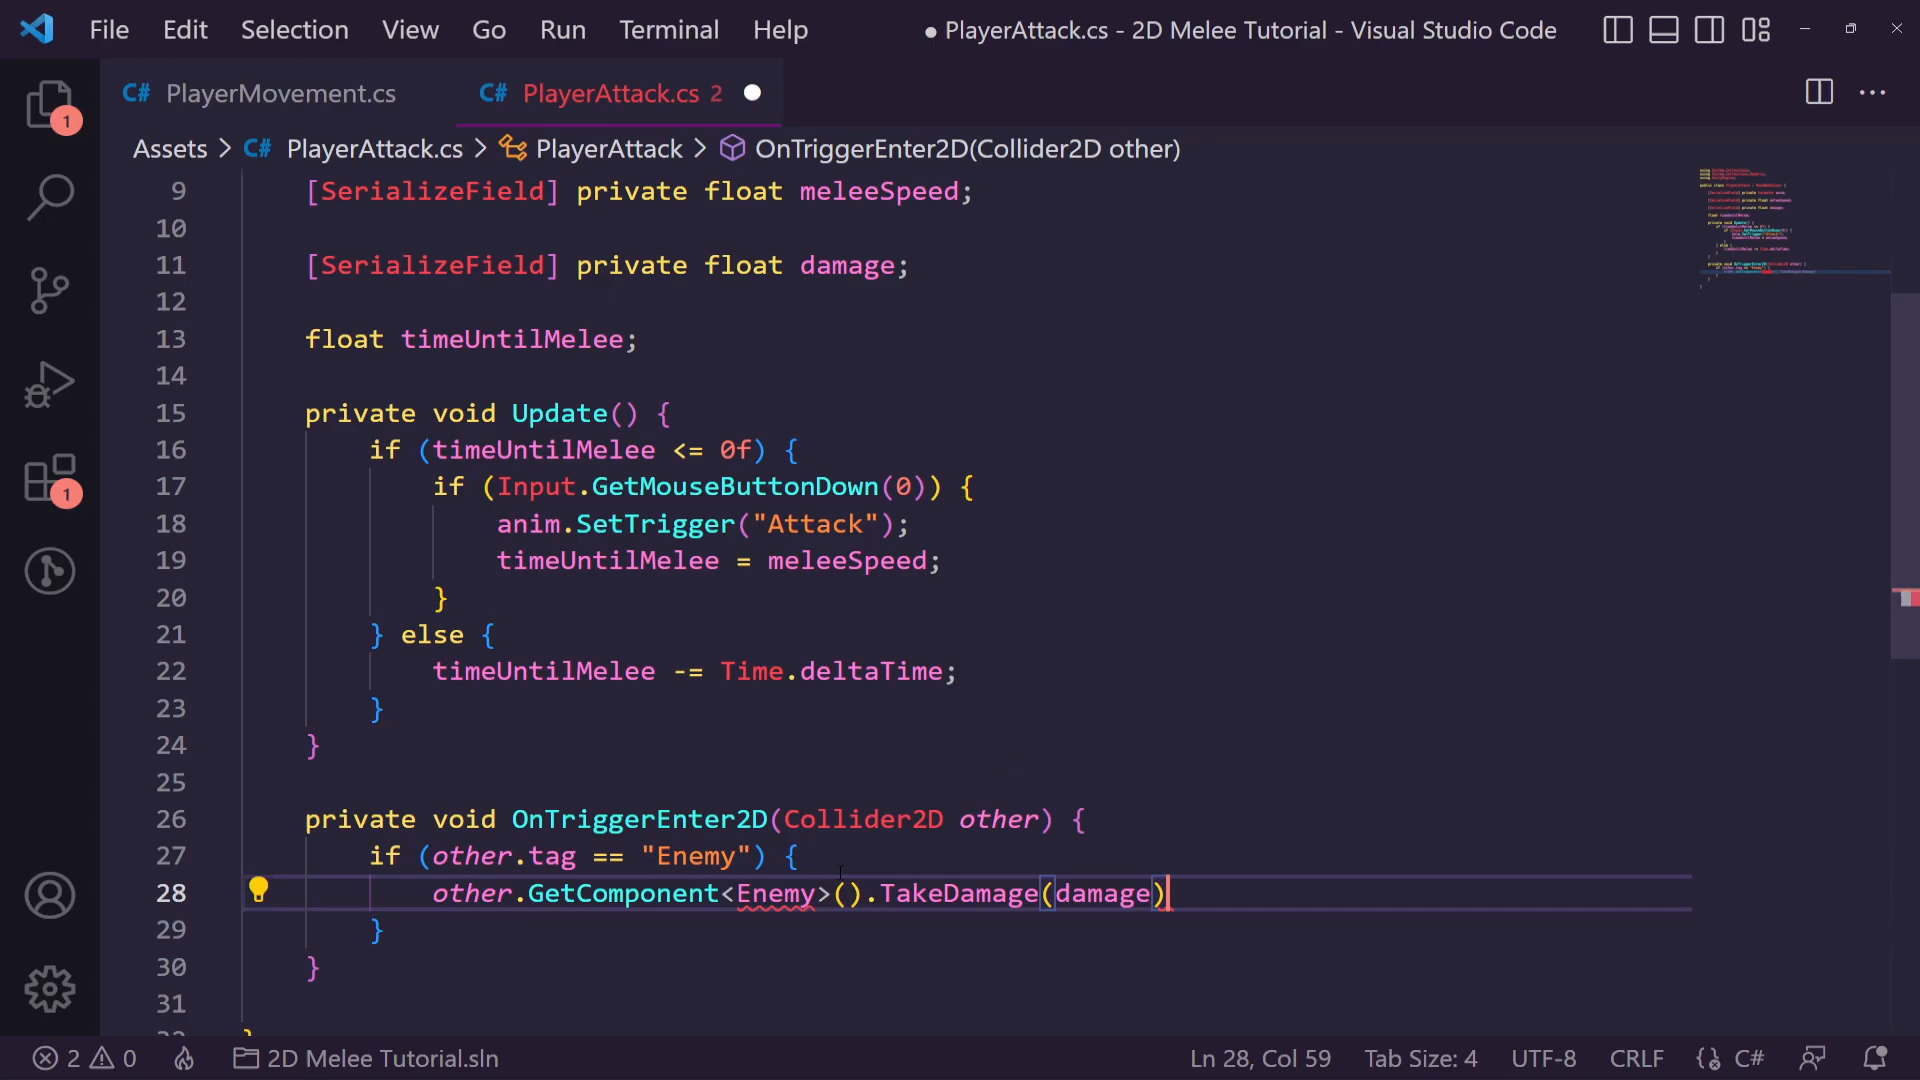 File Edit Selection View Go Run Terminal Help ● PlayerAttack.cs - 2D Melee Tutorial - Visual Studio Code
C# PlayerMovement.cs C# PlayerAttack.cs 2
Assets > C# PlayerAttack.cs > PlayerAttack > OnTriggerEnter2D(Collider2D other)
1
1
9 [SerializeField] private float meleeSpeed;
10
11 [SerializeField] private float damage;
12
13 float timeUntilMelee;
14
15 private void Update() {
16 if (timeUntilMelee <= 0f) {
17 if (Input.GetMouseButtonDown(0)) {
18 anim.SetTrigger("Attack");
19 timeUntilMelee = meleeSpeed;
20 }
21 } else {
22 timeUntilMelee -= Time.deltaTime;
23 }
24 }
25
26 private void OnTriggerEnter2D(Collider2D other) {
27 if (other.tag == "Enemy") {
28 other.GetComponent<Enemy>().TakeDamage(damage)
29 }
30 }
31
2 0 2D Melee Tutorial.sln Ln 28, Col 59 Tab Size: 4 UTF-8 CRLF C#